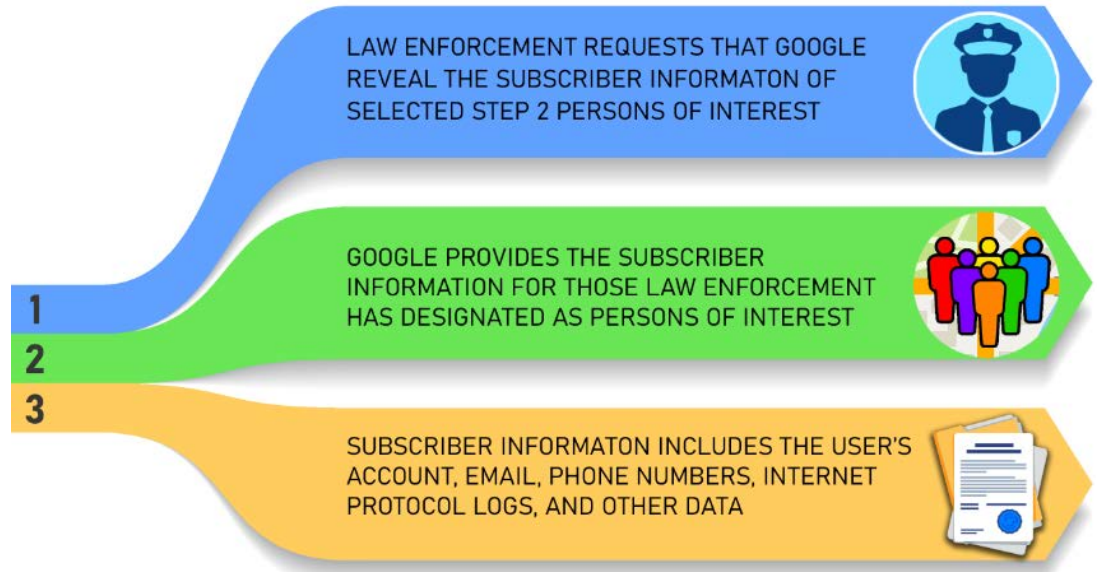 LAW ENFORCEMENT REQUESTS THAT GOOGLE
REVEAL THE SUBSCRIBER INFORMATON OF
SELECTED STEP 2 PERSONS OF INTEREST
GOOGLE PROVIDES THE SUBSCRIBER
INFORMATION FOR THOSE LAW ENFORCEMENT
HAS DESIGNATED AS PERSONS OF INTEREST
1
2
3
SUBSCRIBER INFORMATON INCLUDES THE USER'S
ACCOUNT, EMAIL, PHONE NUMBERS, INTERNET
PROTOCOL LOGS, AND OTHER DATA